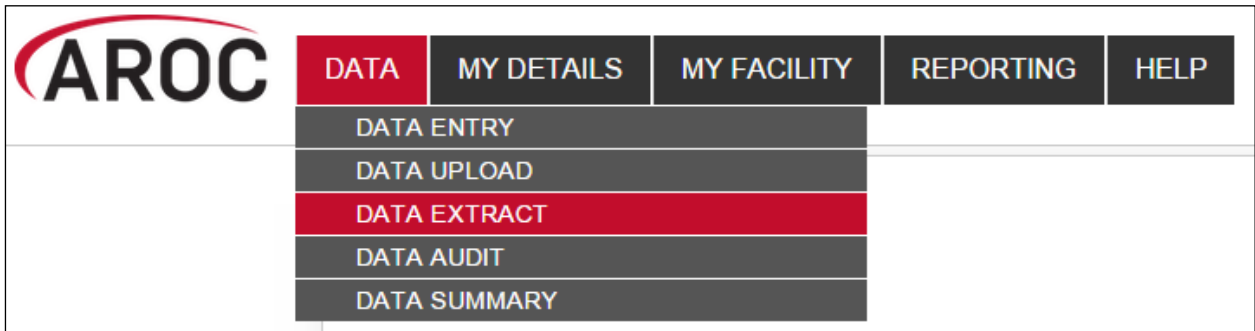 AROC DATA MY DETAILS MY FACILITY REPORTING HELP
DATA ENTRY
DATA UPLOAD
DATA EXTRACT
DATA AUDIT
DATA SUMMARY